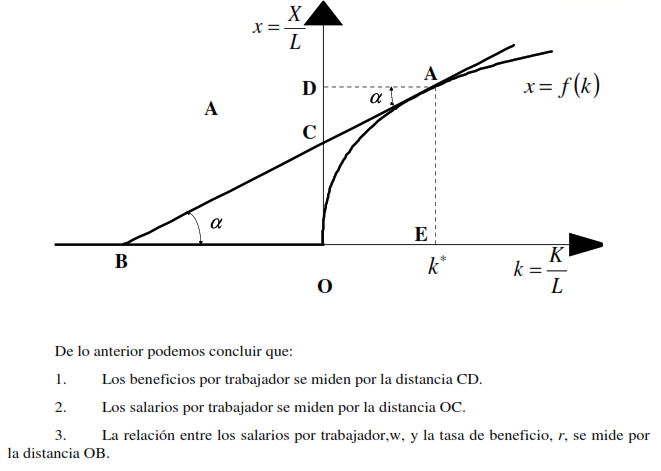 x = X/L
D
A
α
x = f(k)
A
C
α
E
B
k*
k = K/L
O
De lo anterior podemos concluir que:
1. Los beneficios por trabajador se miden por la distancia CD.
2. Los salarios por trabajador se miden por la distancia OC.
3. La relación entre los salarios por trabajador,w, y la tasa de beneficio, r, se mide por
la distancia OB.